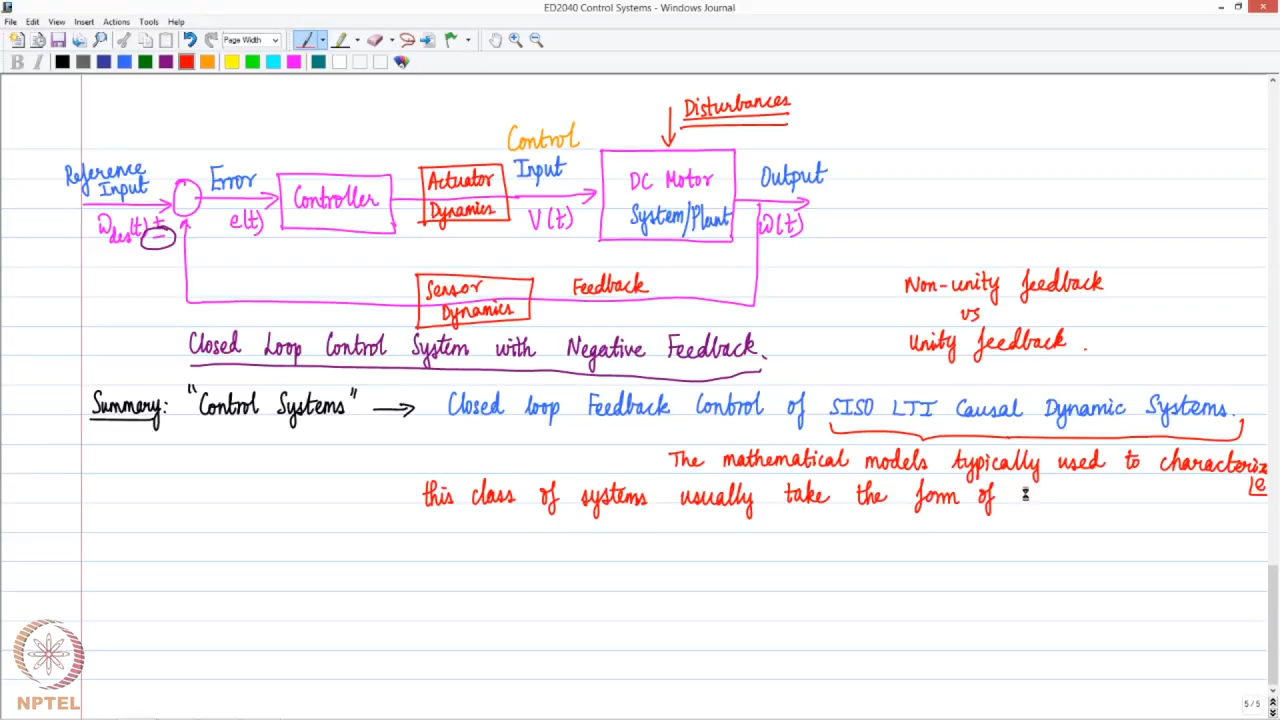 ED2040 Control Systems - Windows Journal
File Edit View Insert Actions Tools Help
Page Width
B I
Disturbances
Control
Input
Reference
Input
Error
Controller
Actuator
Dynamics
DC Motor
System/Plant
Output
ω_des(t) +
−
e(t)
V(t)
ω(t)
Sensor
Dynamics
Feedback
Non-unity feedback
vs
Unity feedback.
Closed Loop Control System with Negative Feedback.
Summary: "Control Systems" → Closed loop Feedback Control of SISO LTI Causal Dynamic Systems.
The mathematical models typically used to characterize
this class of systems usually take the form of
NPTEL
5 / 5